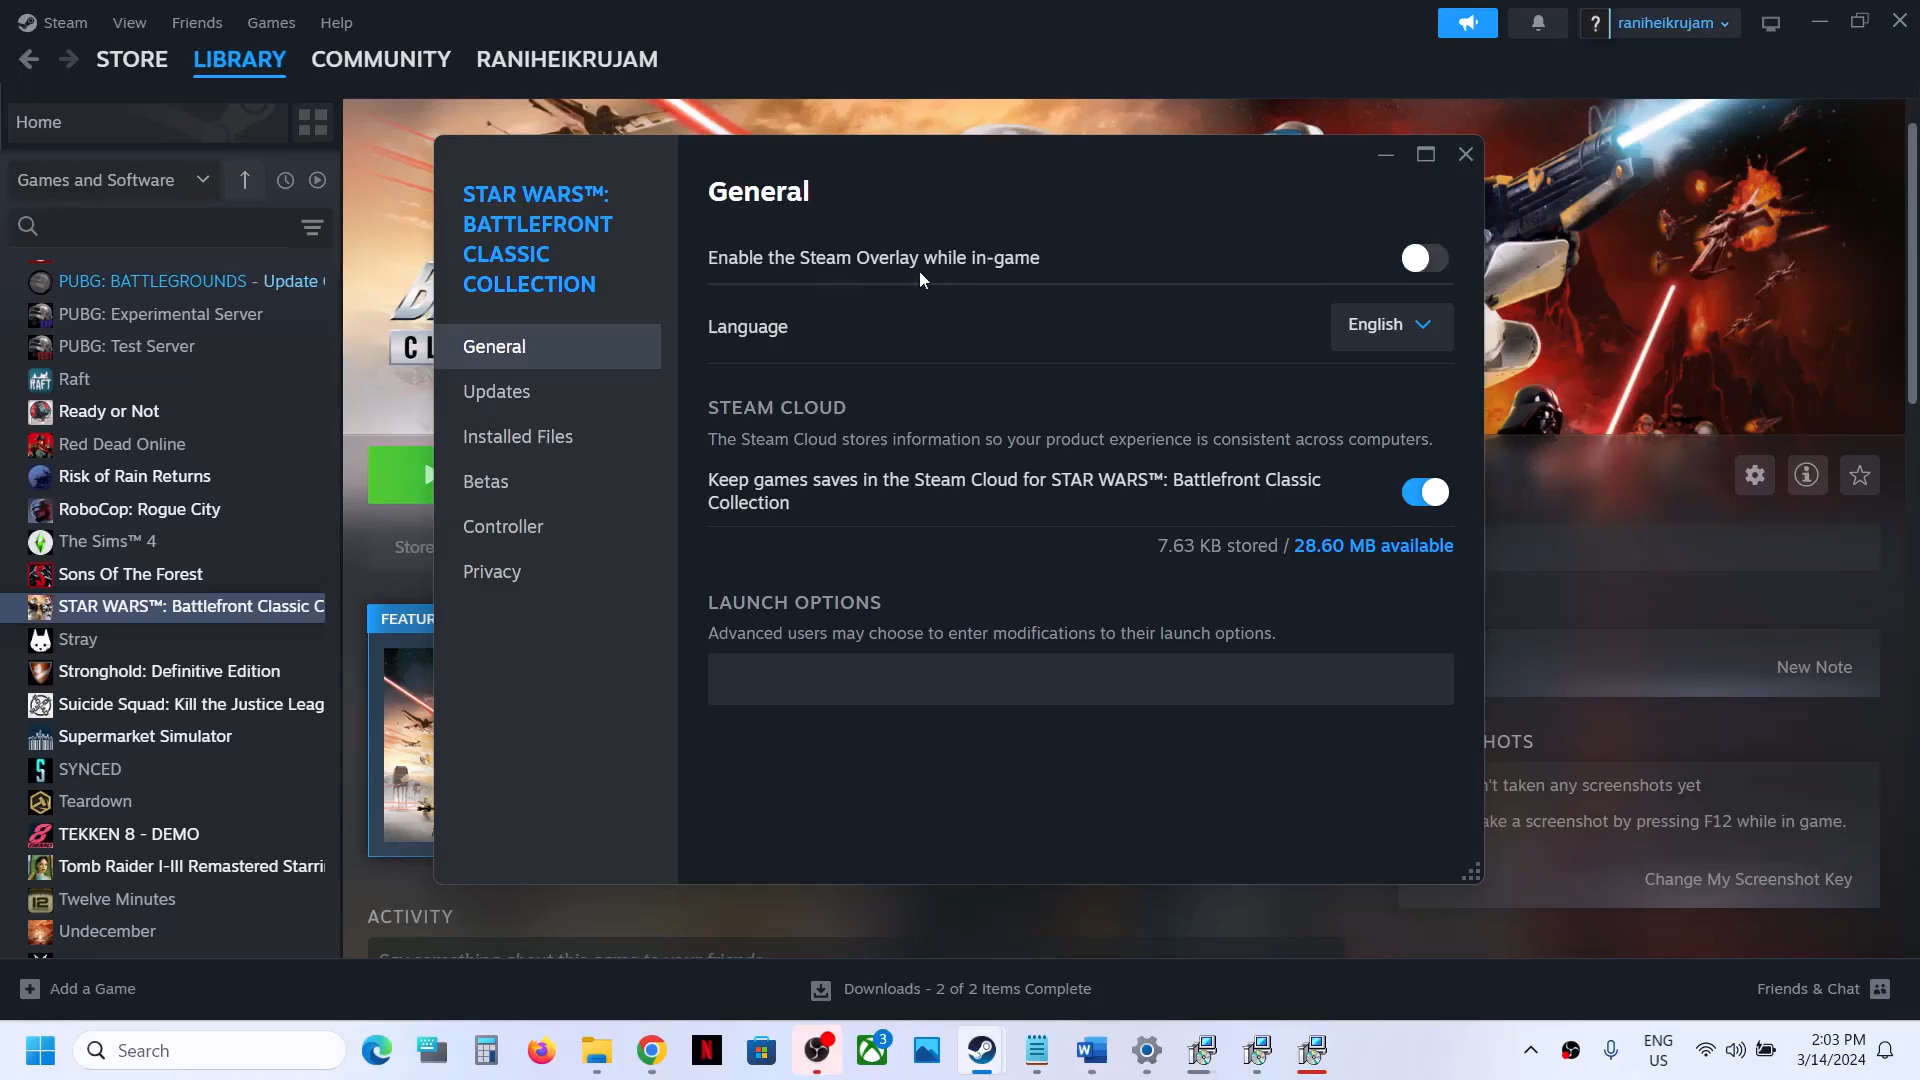 Steam View Friends Games Help
? raniheikrujam
STORE LIBRARY COMMUNITY RANIHEIKRUJAM
Home
Games and Software
PUBG: BATTLEGROUNDS - Update
PUBG: Experimental Server
PUBG: Test Server
Raft
Ready or Not
Red Dead Online
Risk of Rain Returns
RoboCop: Rogue City
The Sims™ 4
Sons Of The Forest
STAR WARS™: Battlefront Classic C
Stray
Stronghold: Definitive Edition
Suicide Squad: Kill the Justice Leag
Supermarket Simulator
SYNCED
Teardown
TEKKEN 8 - DEMO
Tomb Raider I-III Remastered Starri
Twelve Minutes
Undecember
STAR WARS™:
BATTLEFRONT
CLASSIC
COLLECTION
General
Updates
Installed Files
Betas
Controller
Privacy
General
Enable the Steam Overlay while in-game
Language
English
STEAM CLOUD
The Steam Cloud stores information so your product experience is consistent across computers.
Keep games saves in the Steam Cloud for STAR WARS™: Battlefront Classic
Collection
7.63 KB stored / 28.60 MB available
LAUNCH OPTIONS
Advanced users may choose to enter modifications to their launch options.
Store
FEATUR
New Note
HOTS
't taken any screenshots yet
ake a screenshot by pressing F12 while in game.
Change My Screenshot Key
ACTIVITY
Add a Game
Downloads - 2 of 2 Items Complete
Friends & Chat
Search
3
ENG
US
2:03 PM
3/14/2024